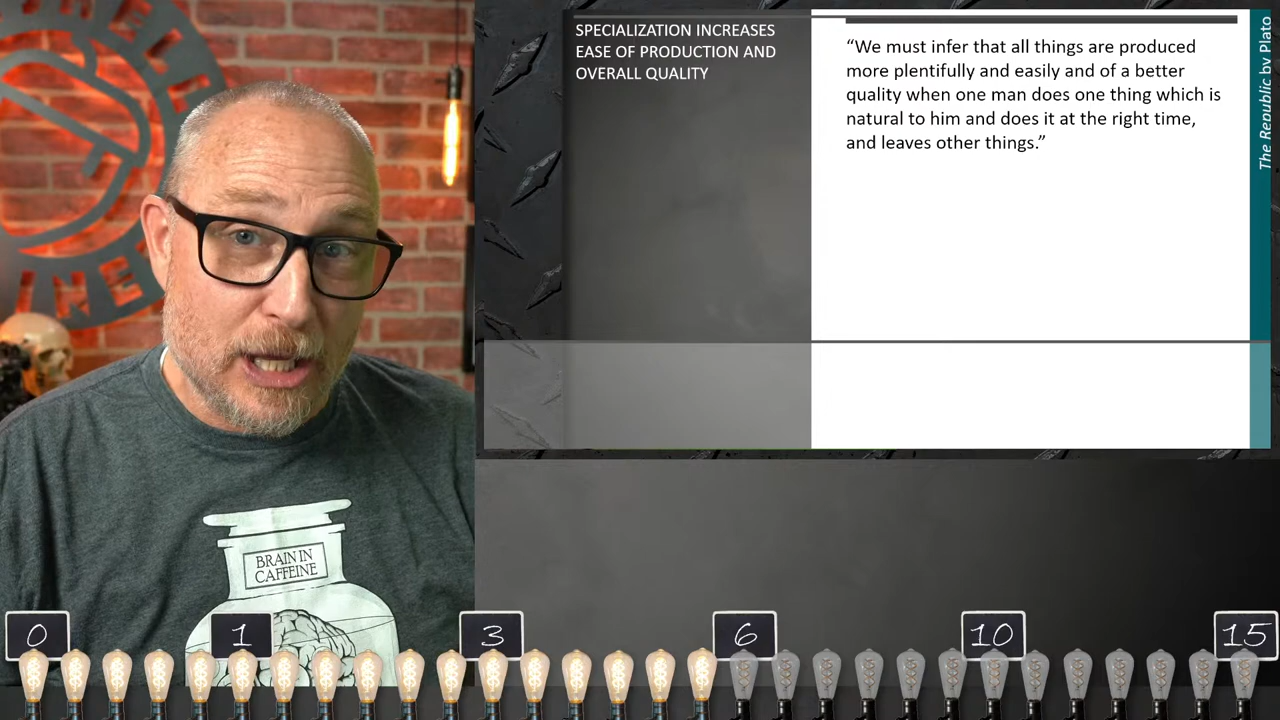 SPECIALIZATION INCREASES
EASE OF PRODUCTION AND
OVERALL QUALITY
“We must infer that all things are produced
more plentifully and easily and of a better
quality when one man does one thing which is
natural to him and does it at the right time,
and leaves other things.”
The Republic by Plato
BRAIN IN
CAFFEINE
0
1
3
6
10
15